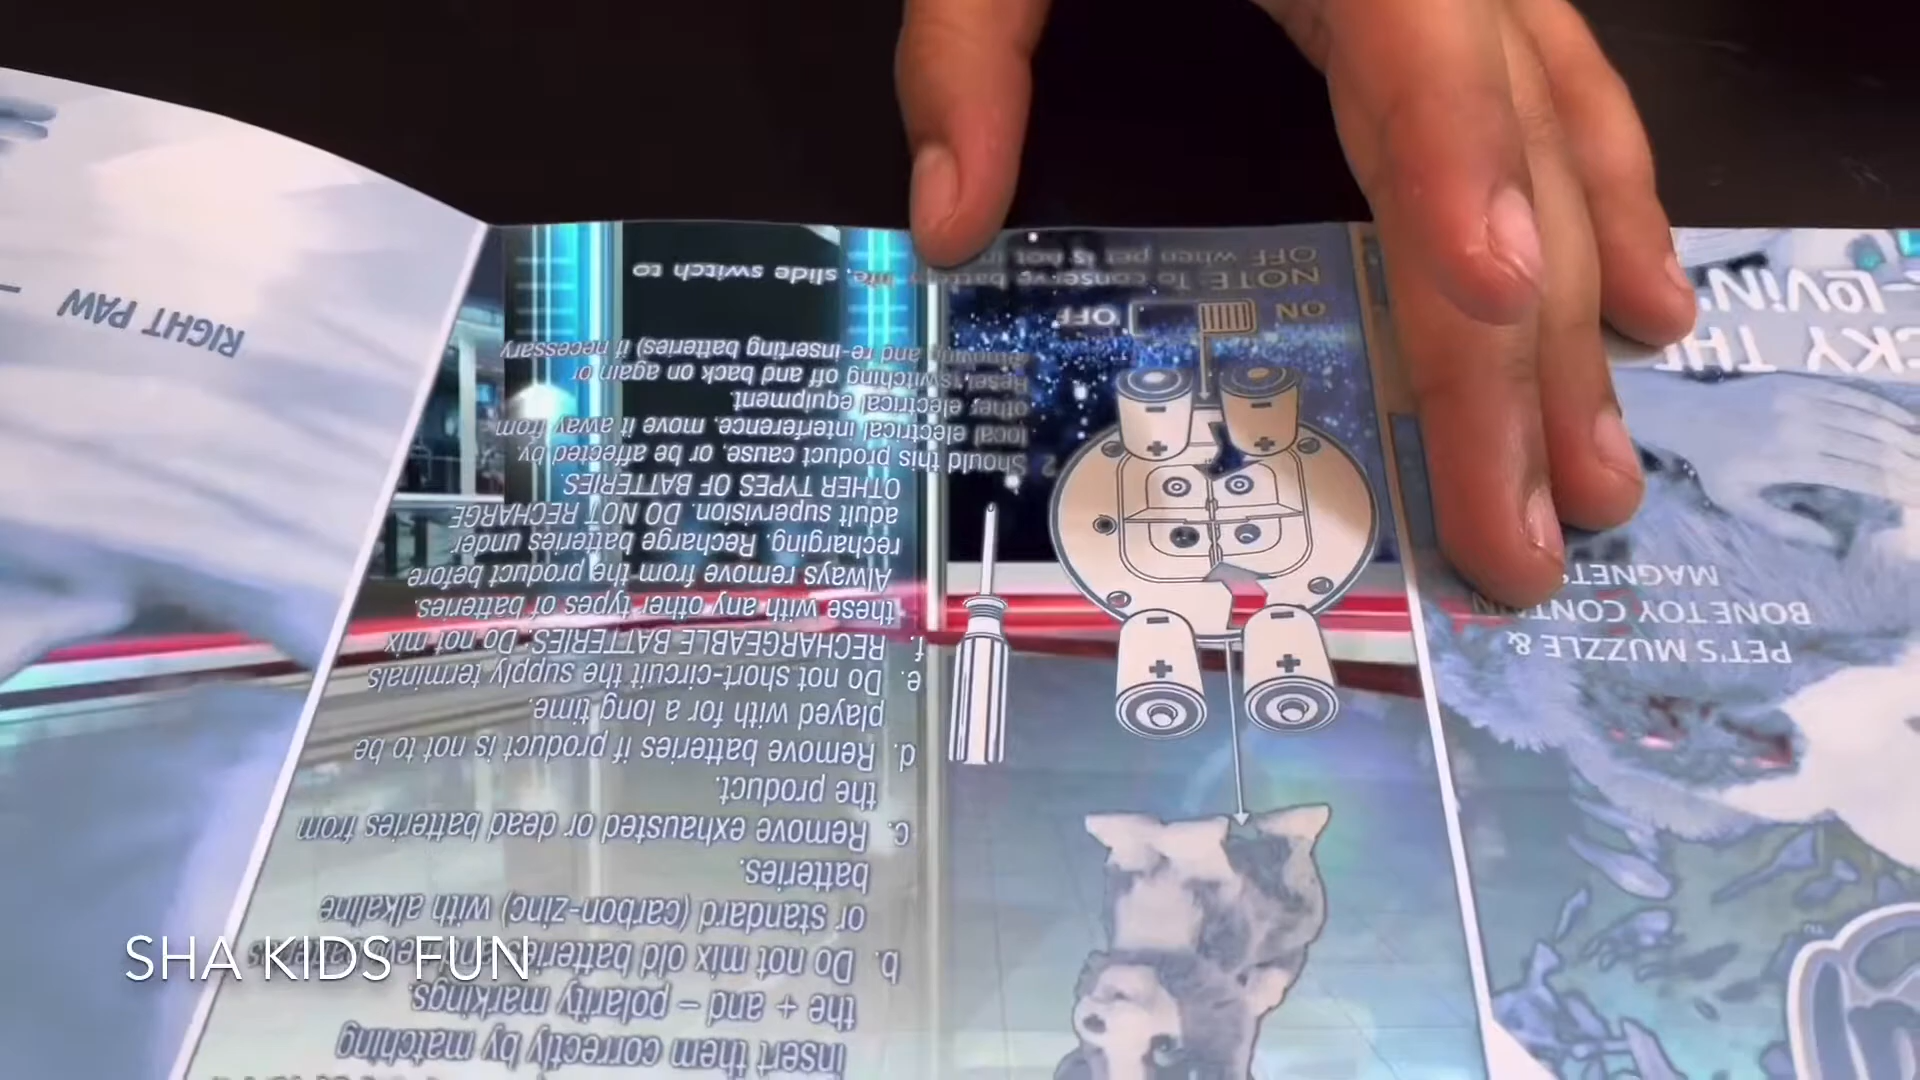 insert them correctly by matching
the + and – polarity markings.
b. Do not mix old batteries
or standard (carbon-zinc) with alkaline
batteries.
c. Remove exhausted or dead batteries from
the product.
d. Remove batteries if product is not to be
played with for a long time.
e. Do not short-circuit the supply terminals
f. RECHARGEABLE BATTERIES: Do not mix
these with any other types of batteries.
Always remove from the product before
recharging. Recharge batteries under
adult supervision. DO NOT RECHARGE
OTHER TYPES OF BATTERIES.
2 Should this product cause, or be affected by
local electrical interference, move it away from
other electrical equipment.
Reset, switching off and back on again or
removing and re-inserting batteries) if necessary
ON OFF
NOTE To conserve battery life, slide switch to
OFF when pet is not
PET'S MUZZLE &
BONE TOY
MAGNETS
RIGHT PAW
SHA KIDS FUN